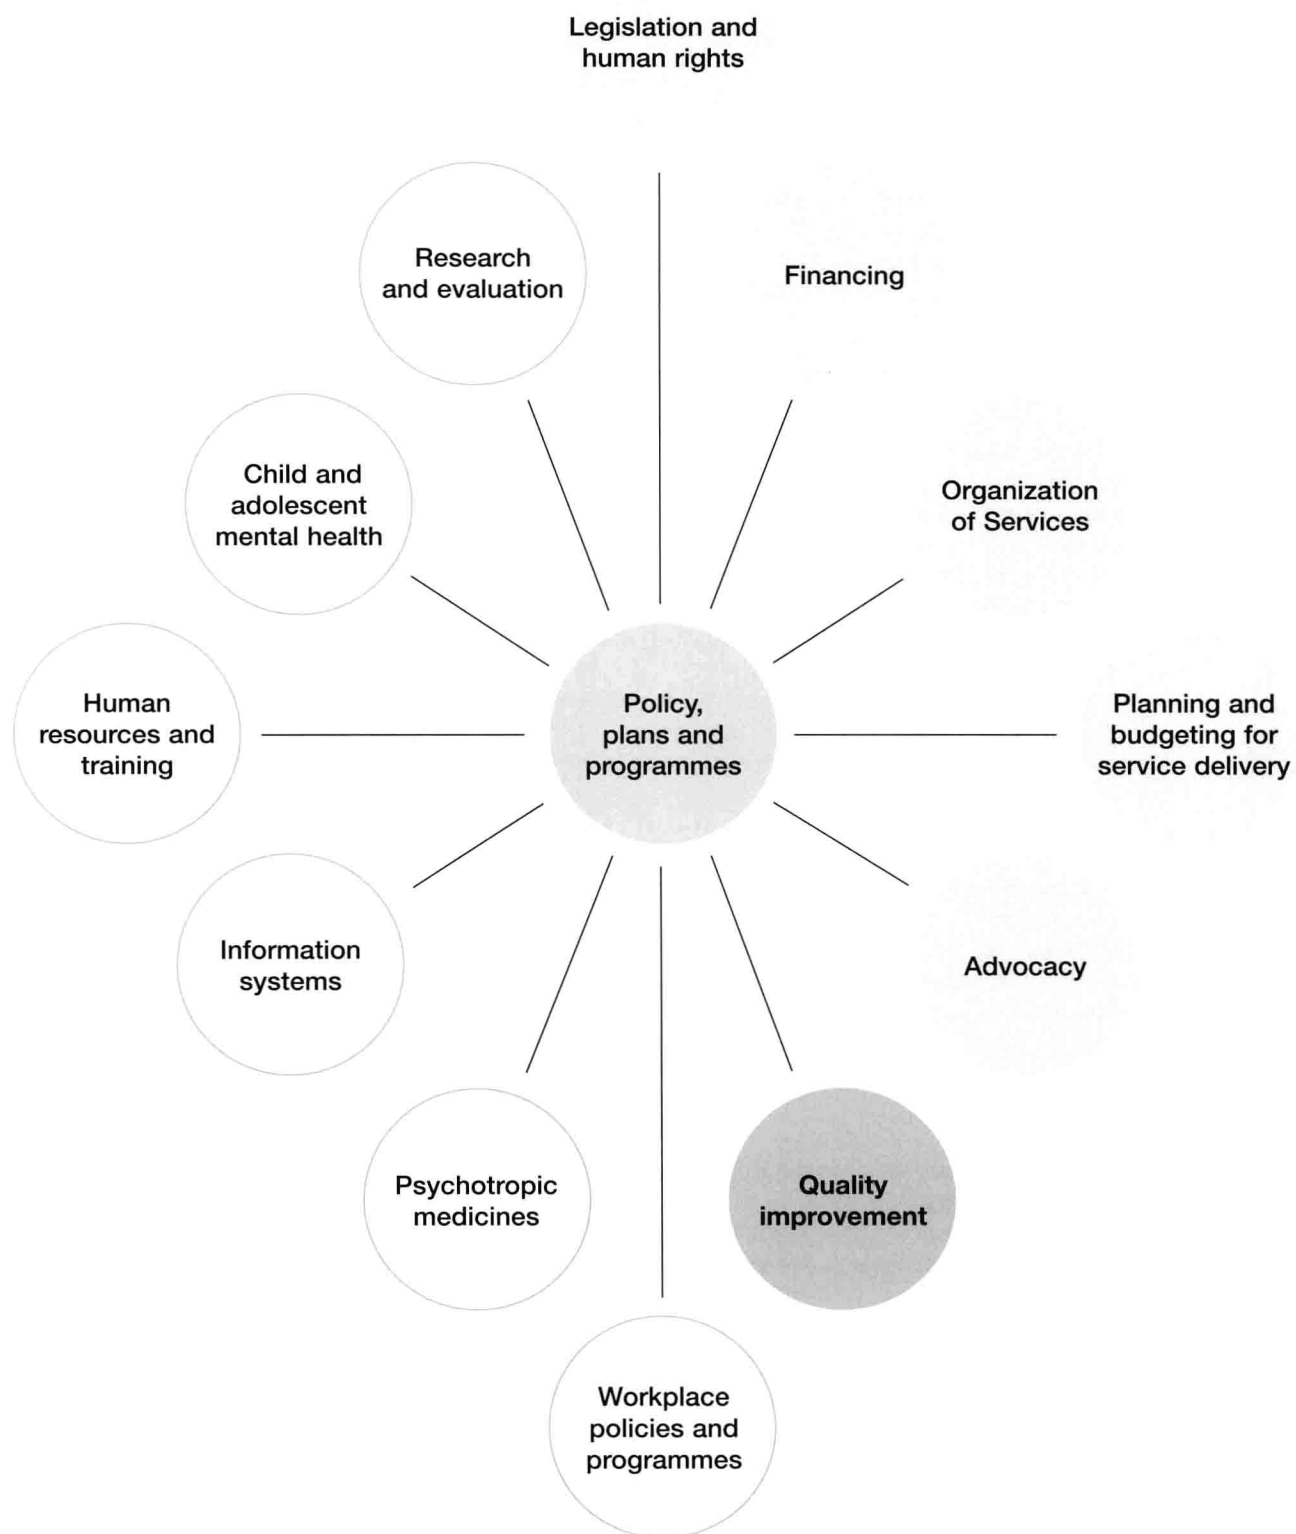 Legislation and
human rights
Research
and evaluation
Financing
Child and
adolescent
mental health
Organization
of Services
Human
resources and
training
Policy,
plans and
programmes
Planning and
budgeting for
service delivery
Information
systems
Advocacy
Psychotropic
medicines
Quality
improvement
Workplace
policies and
programmes